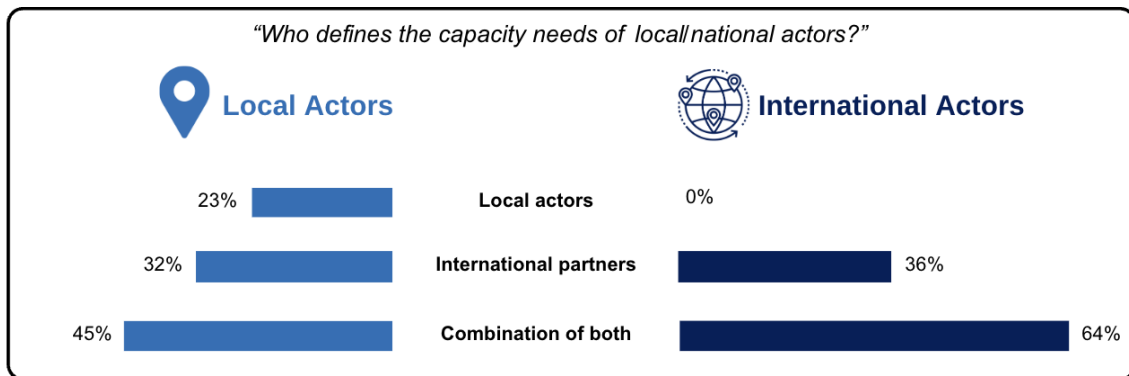 “Who defines the capacity needs of local/national actors?”
Local Actors
International Actors
23%
Local actors
0%
32%
International partners
36%
45%
Combination of both
64%